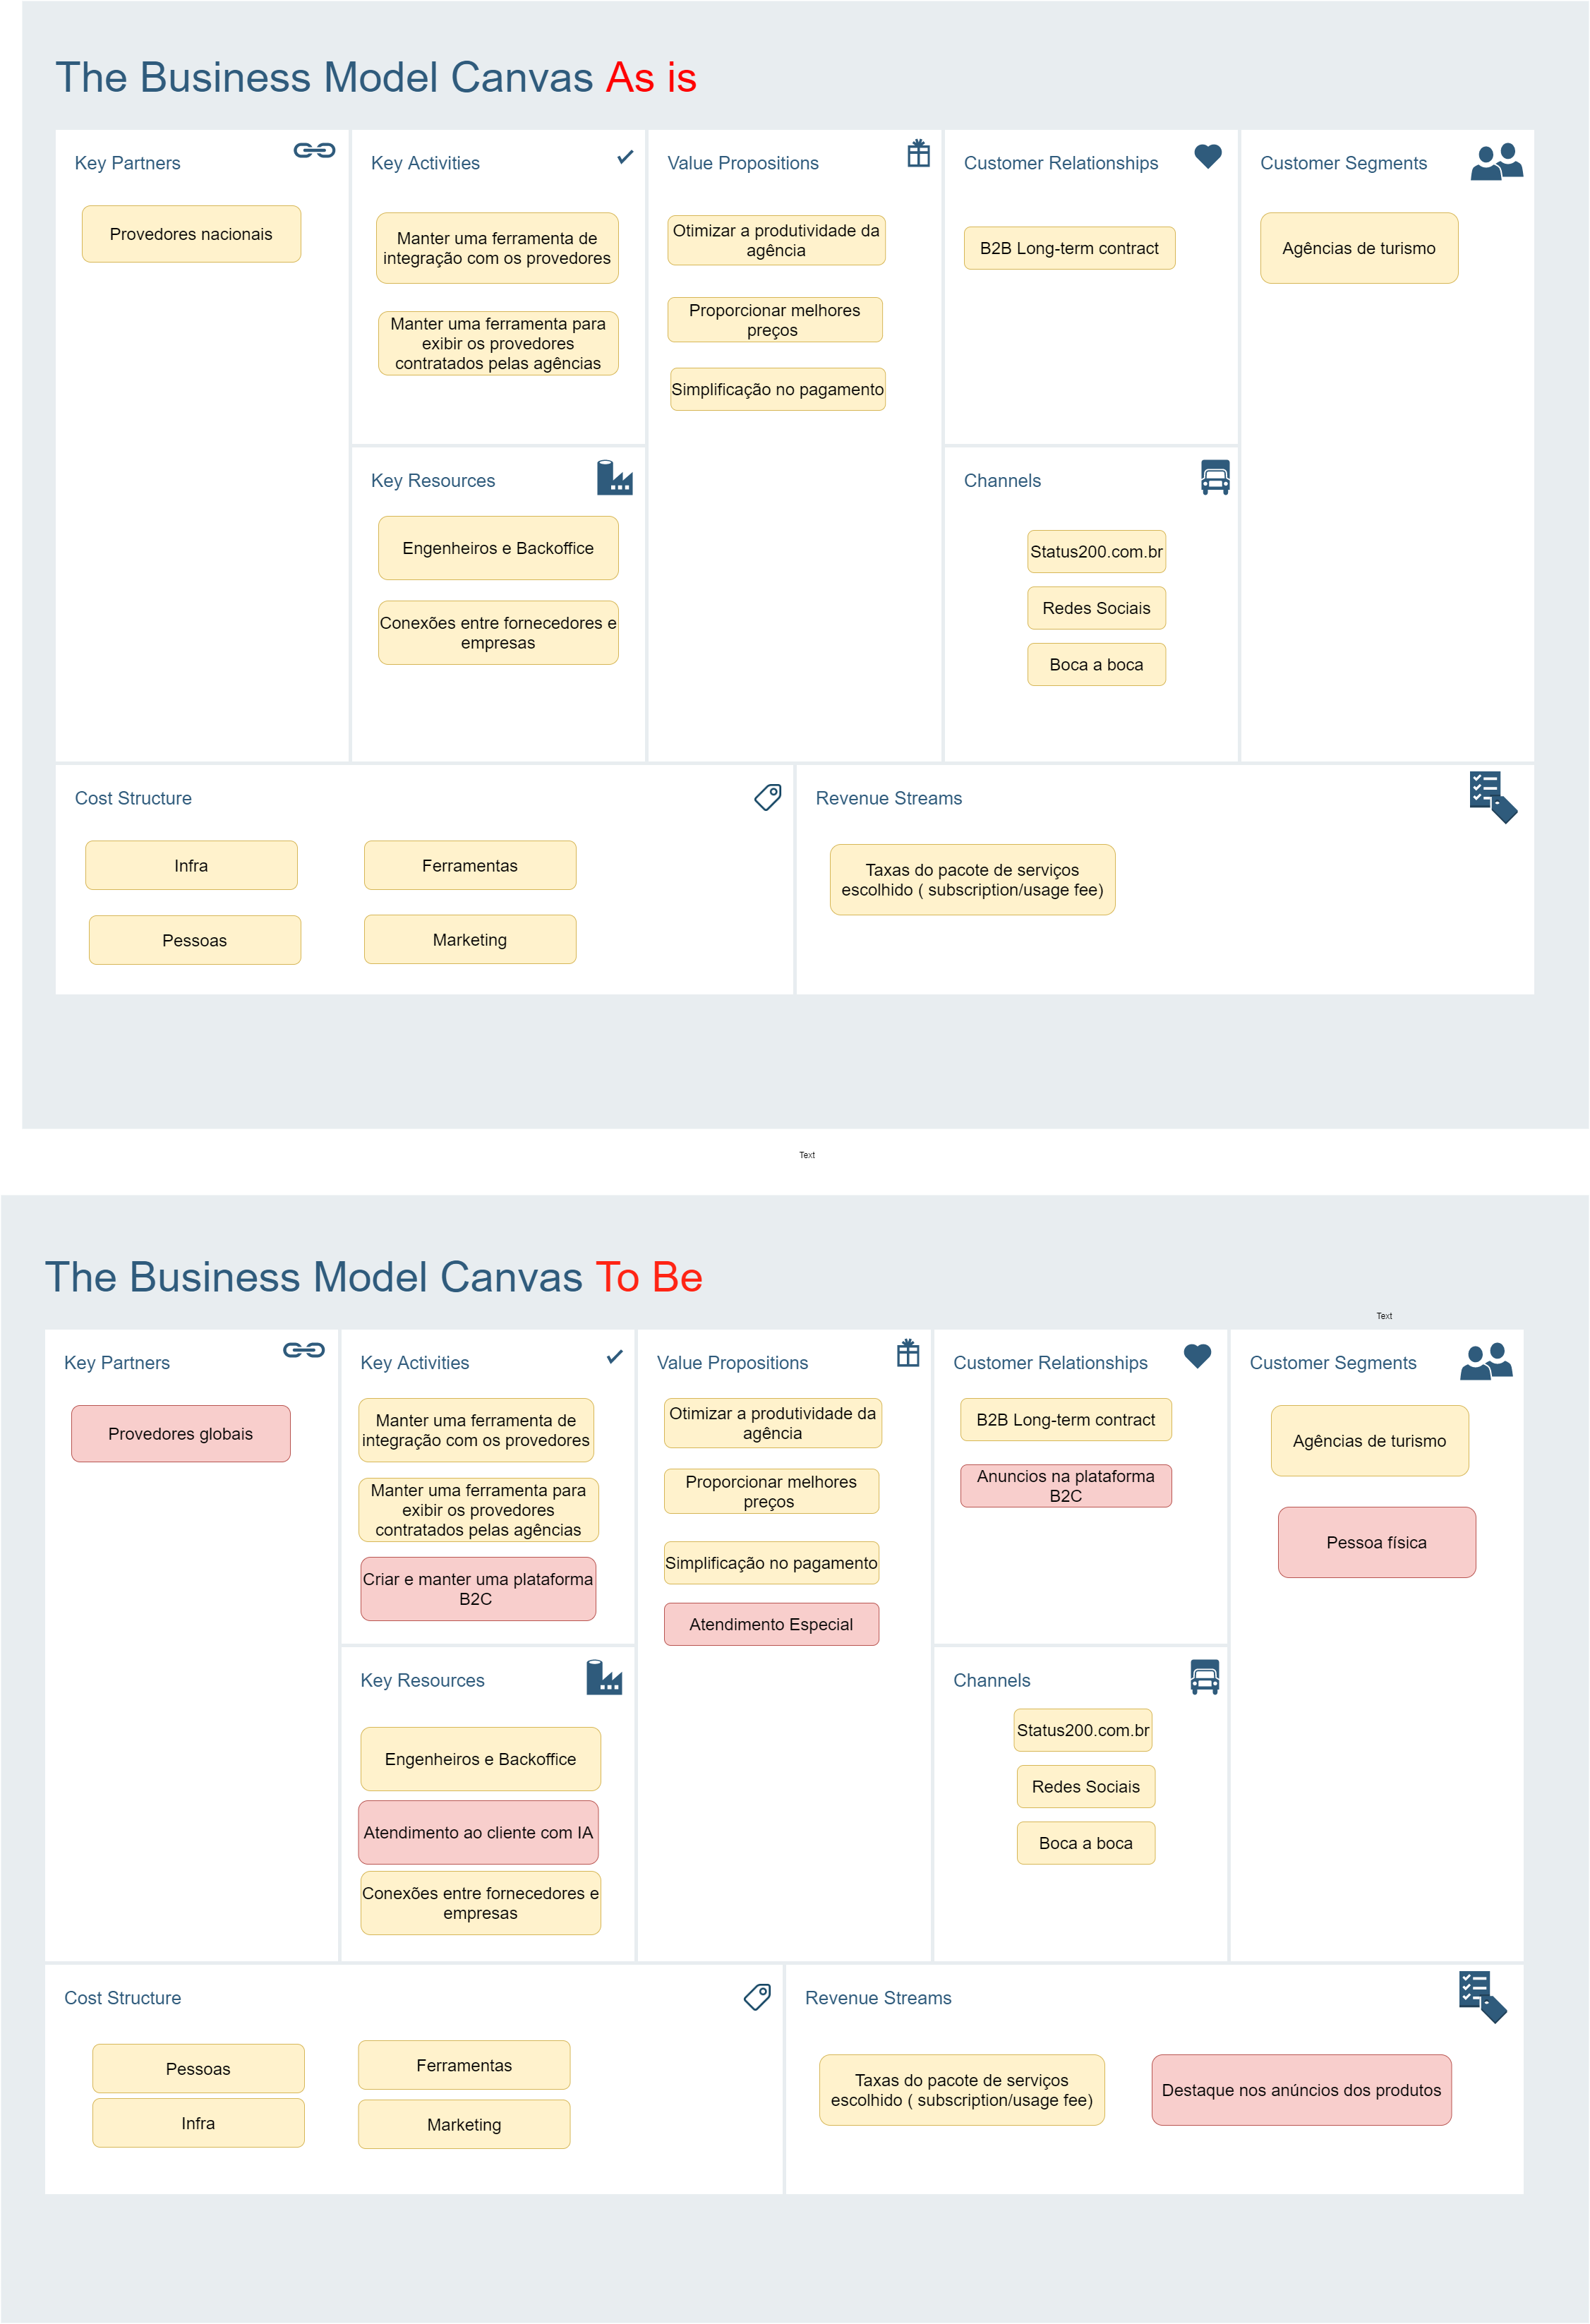 The Business Model Canvas As is
Key Partners
Provedores nacionais
Key Activities
Manter uma ferramenta de
integração com os provedores
Manter uma ferramenta para
exibir os provedores
contratados pelas agências
Key Resources
Engenheiros e Backoffice
Conexões entre fornecedores e
empresas
Value Propositions
Otimizar a produtividade da
agência
Proporcionar melhores
preços
Simplificação no pagamento
Customer Relationships
B2B Long-term contract
Channels
Status200.com.br
Redes Sociais
Boca a boca
Customer Segments
Agências de turismo
Cost Structure
Infra
Ferramentas
Pessoas
Marketing
Revenue Streams
Taxas do pacote de serviços
escolhido ( subscription/usage fee)
Text
The Business Model Canvas To Be
Text
Key Partners
Provedores globais
Key Activities
Manter uma ferramenta de
integração com os provedores
Manter uma ferramenta para
exibir os provedores
contratados pelas agências
Criar e manter uma plataforma
B2C
Key Resources
Engenheiros e Backoffice
Atendimento ao cliente com IA
Conexões entre fornecedores e
empresas
Value Propositions
Otimizar a produtividade da
agência
Proporcionar melhores
preços
Simplificação no pagamento
Atendimento Especial
Customer Relationships
B2B Long-term contract
Anuncios na plataforma
B2C
Channels
Status200.com.br
Redes Sociais
Boca a boca
Customer Segments
Agências de turismo
Pessoa física
Cost Structure
Pessoas
Ferramentas
Infra
Marketing
Revenue Streams
Taxas do pacote de serviços
escolhido ( subscription/usage fee)
Destaque nos anúncios dos produtos